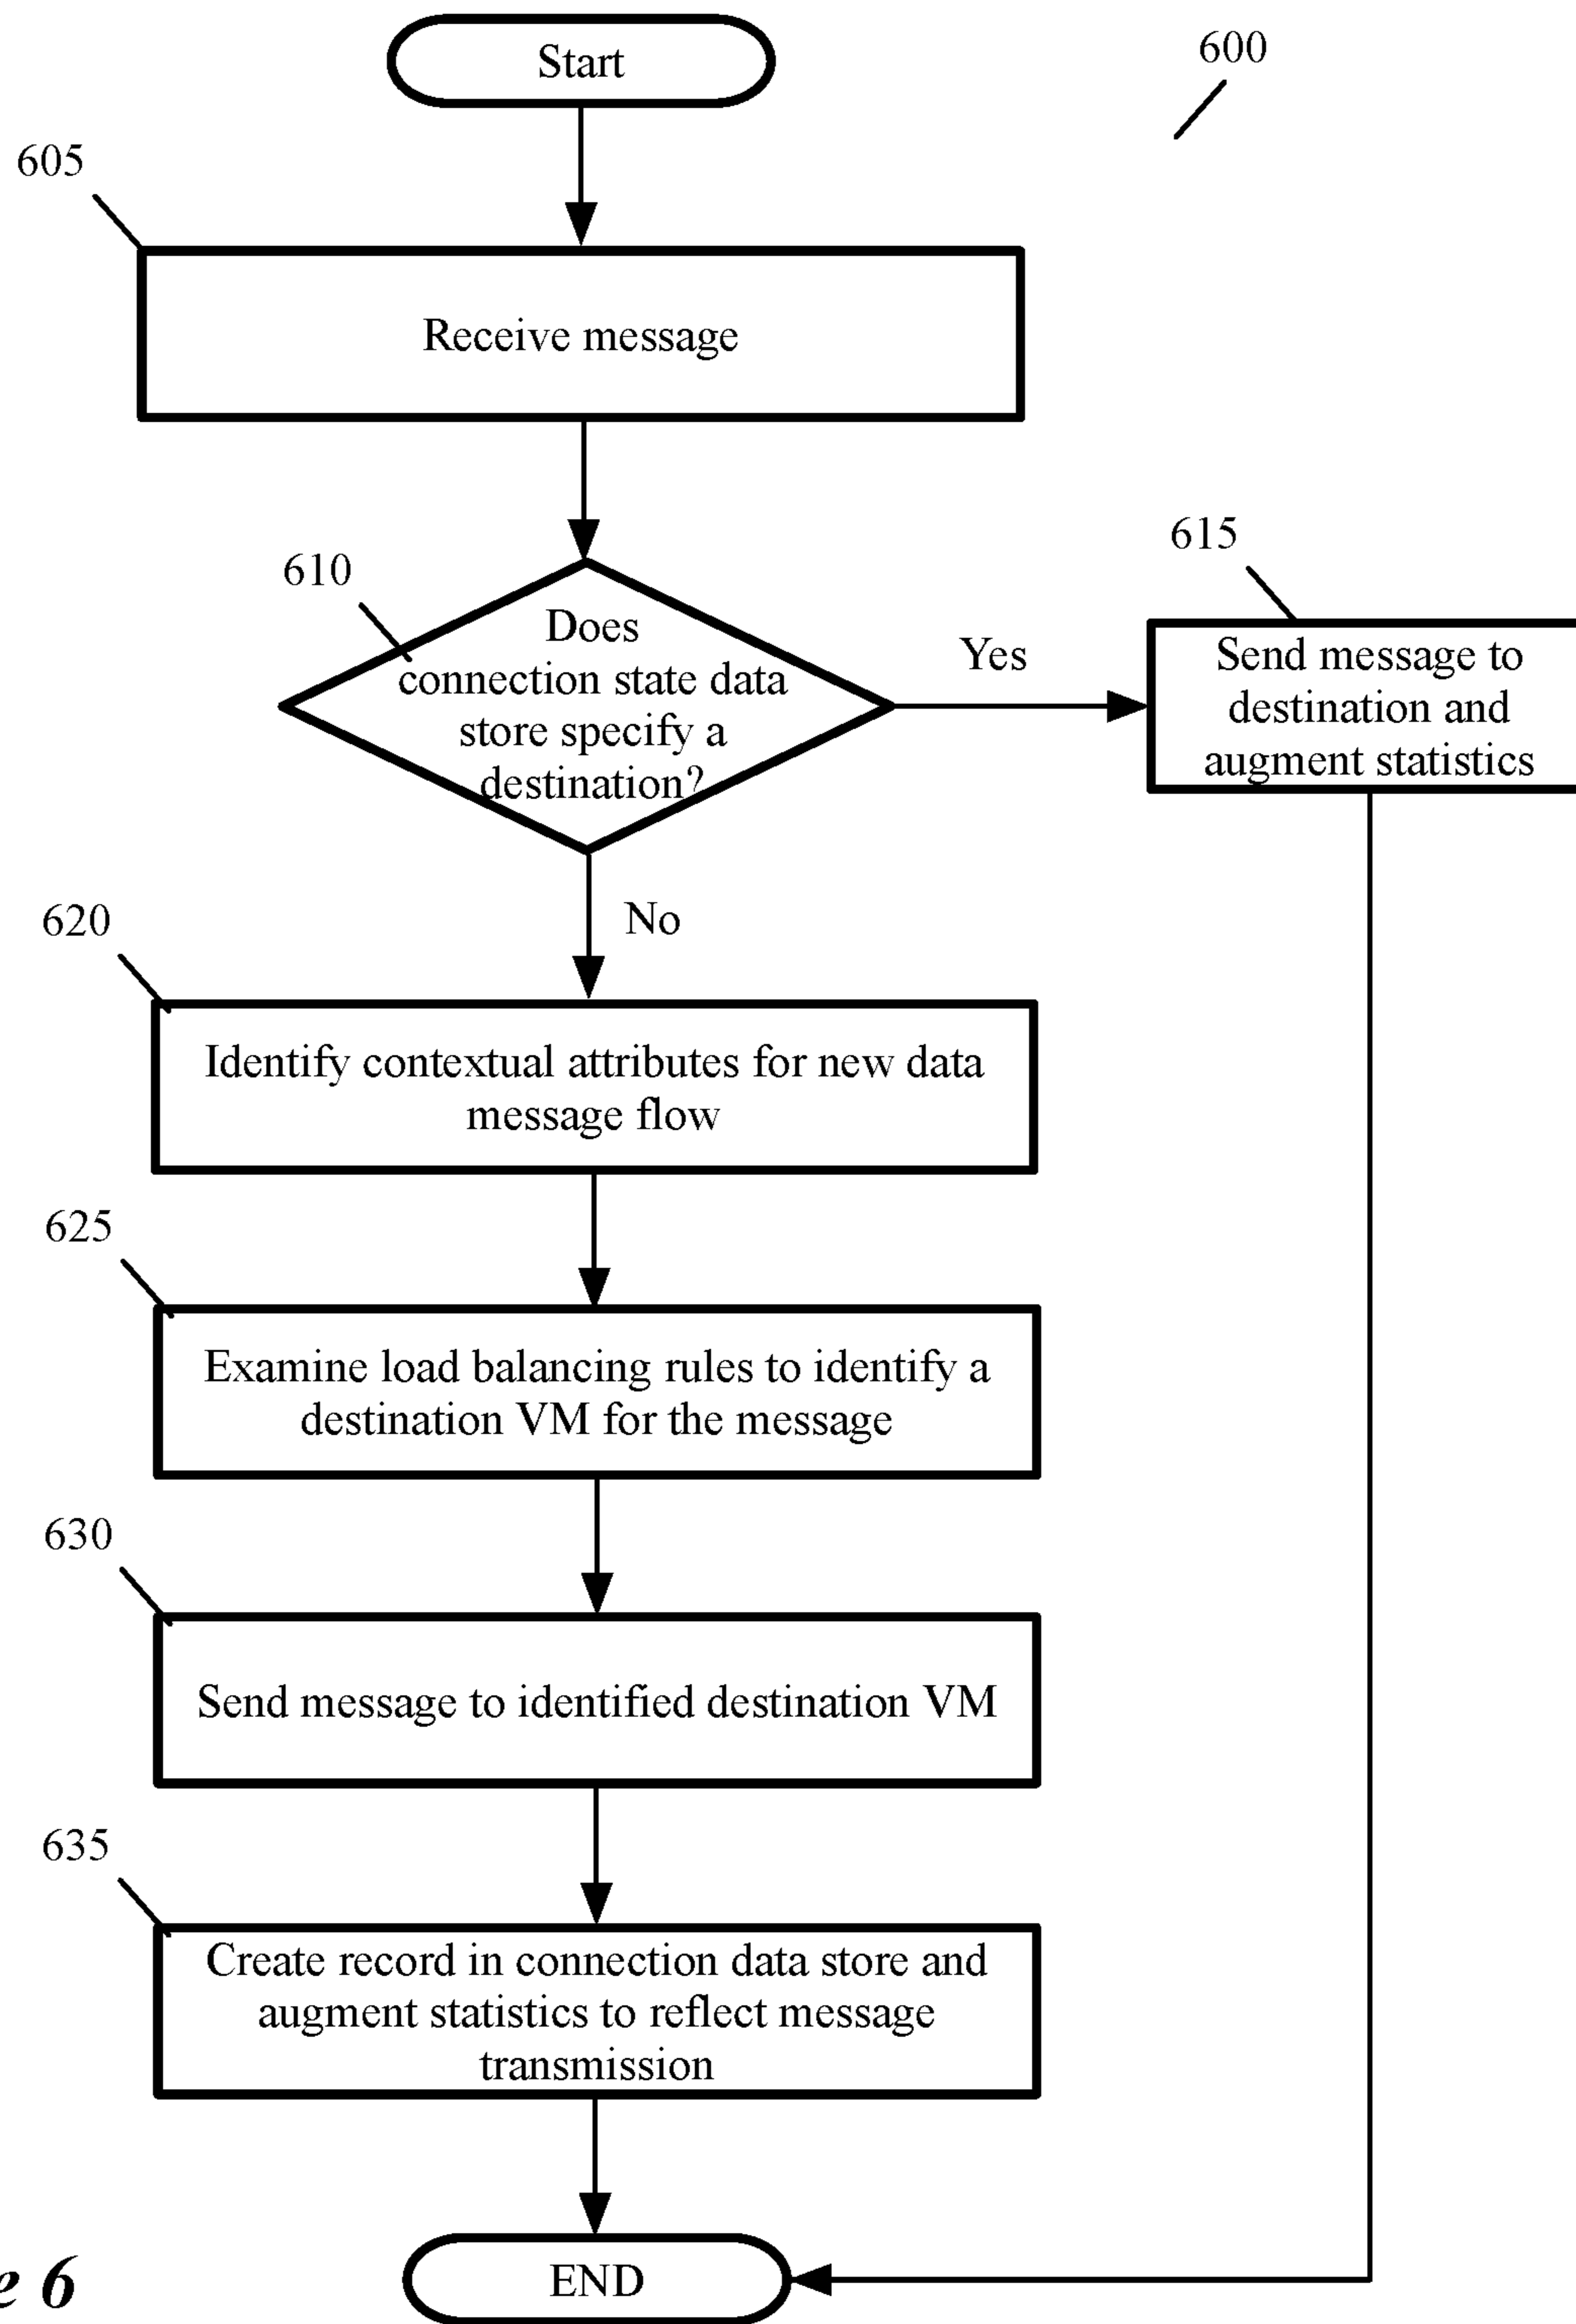 Start
600
605
Receive message
610
Does
connection state data
store specify a
destination?
Yes
615
Send message to
destination and
augment statistics
No
620
Identify contextual attributes for new data
message flow
625
Examine load balancing rules to identify a
destination VM for the message
630
Send message to identified destination VM
635
Create record in connection data store and
augment statistics to reflect message
transmission
END
6